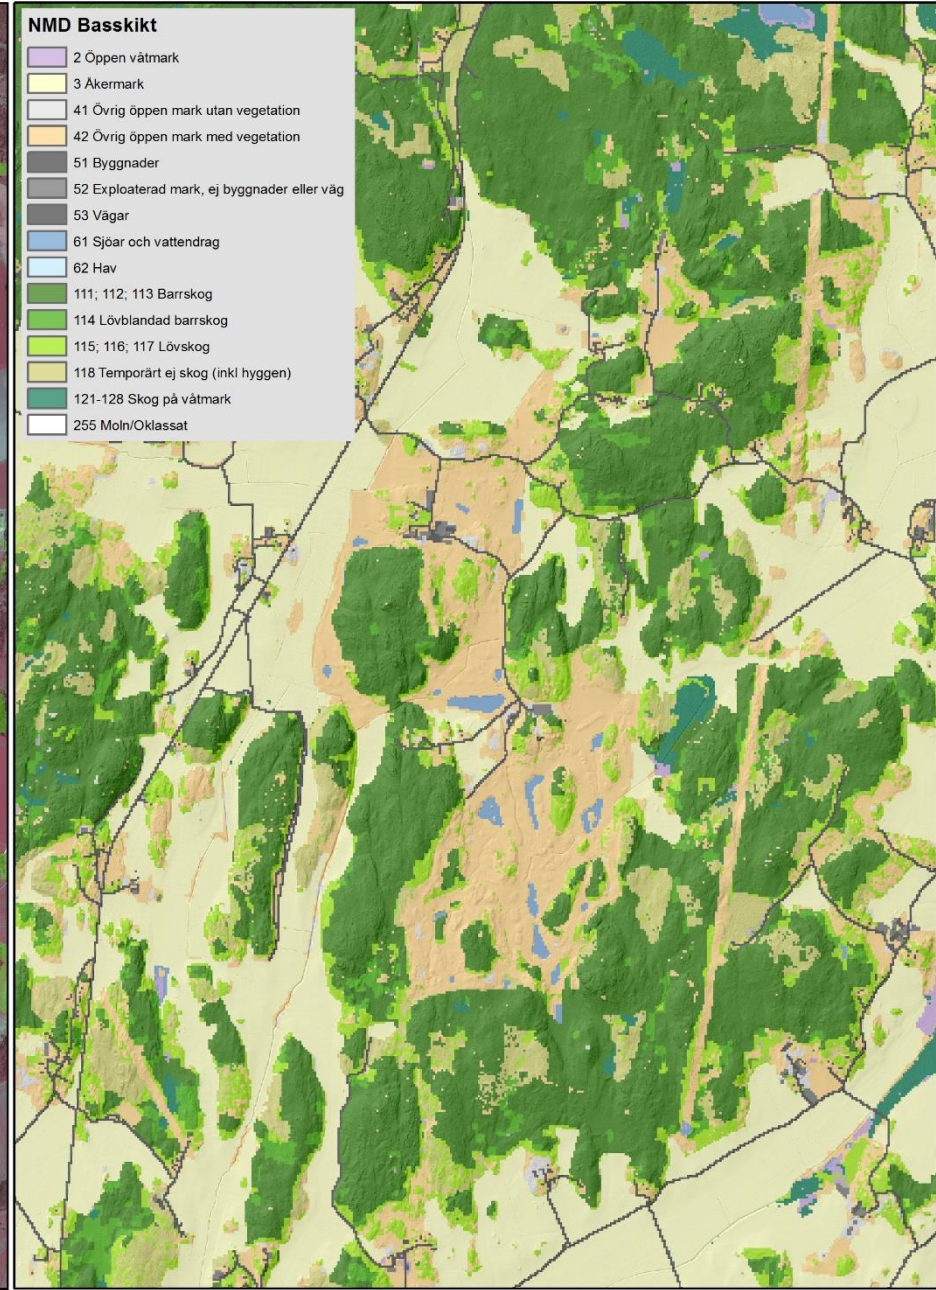 NMD Basskikt
2 Öppen våtmark
3 Åkermark
41 Övrig öppen mark utan vegetation
42 Övrig öppen mark med vegetation
51 Byggnader
52 Exploaterad mark, ej byggnader eller väg
53 Vägar
61 Sjöar och vattendrag
62 Hav
111; 112; 113 Barrskog
114 Lövblandad barrskog
115; 116; 117 Lövskog
118 Temporärt ej skog (inkl hyggen)
121-128 Skog på våtmark
255 Moln/Oklassat